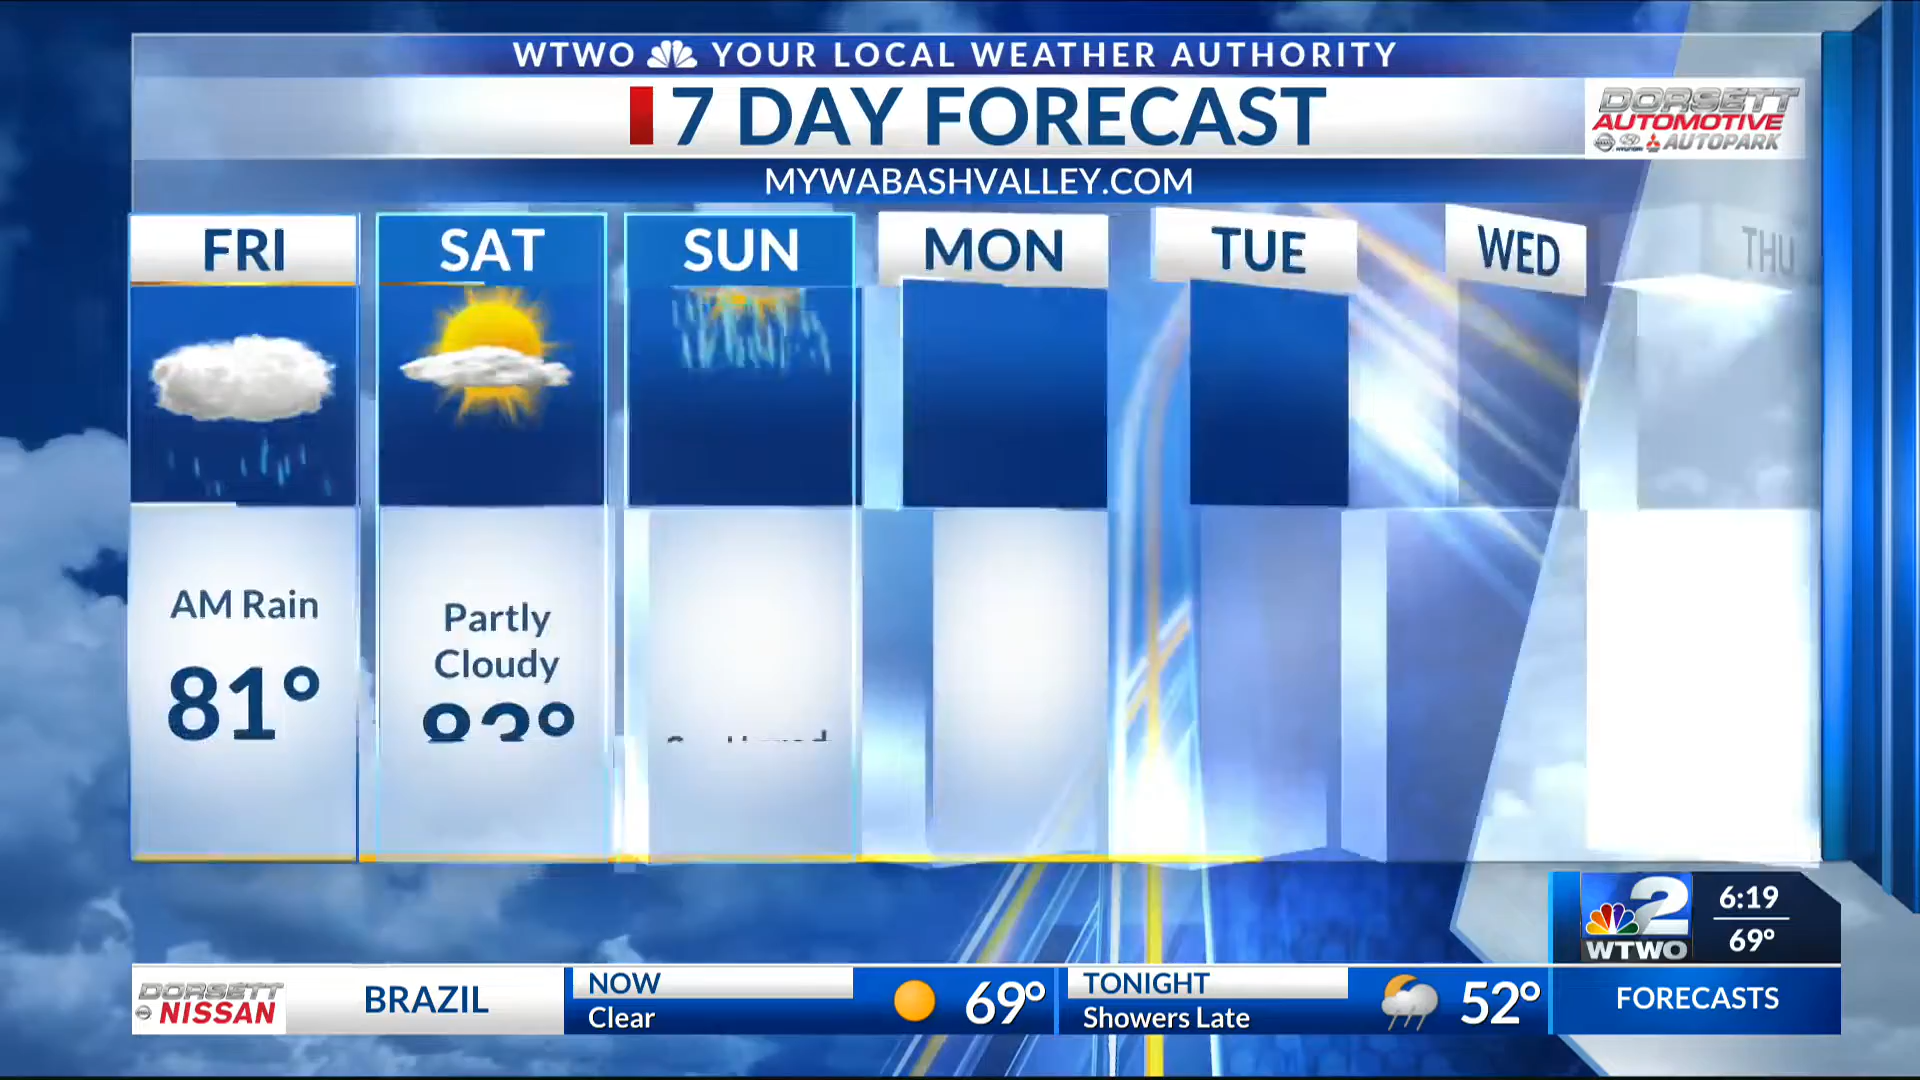 WTWO YOUR LOCAL WEATHER AUTHORITY
7 DAY FORECAST
DORSETT
AUTOMOTIVE
AUTOPARK
MYWABASHVALLEY.COM
FRI
SAT
SUN
MON
TUE
WED
THU
AM Rain
81°
Partly
Cloudy
2
WTWO
6:19
69°
DORSETT
NISSAN
BRAZIL
NOW
Clear
69°
TONIGHT
Showers Late
52°
FORECASTS